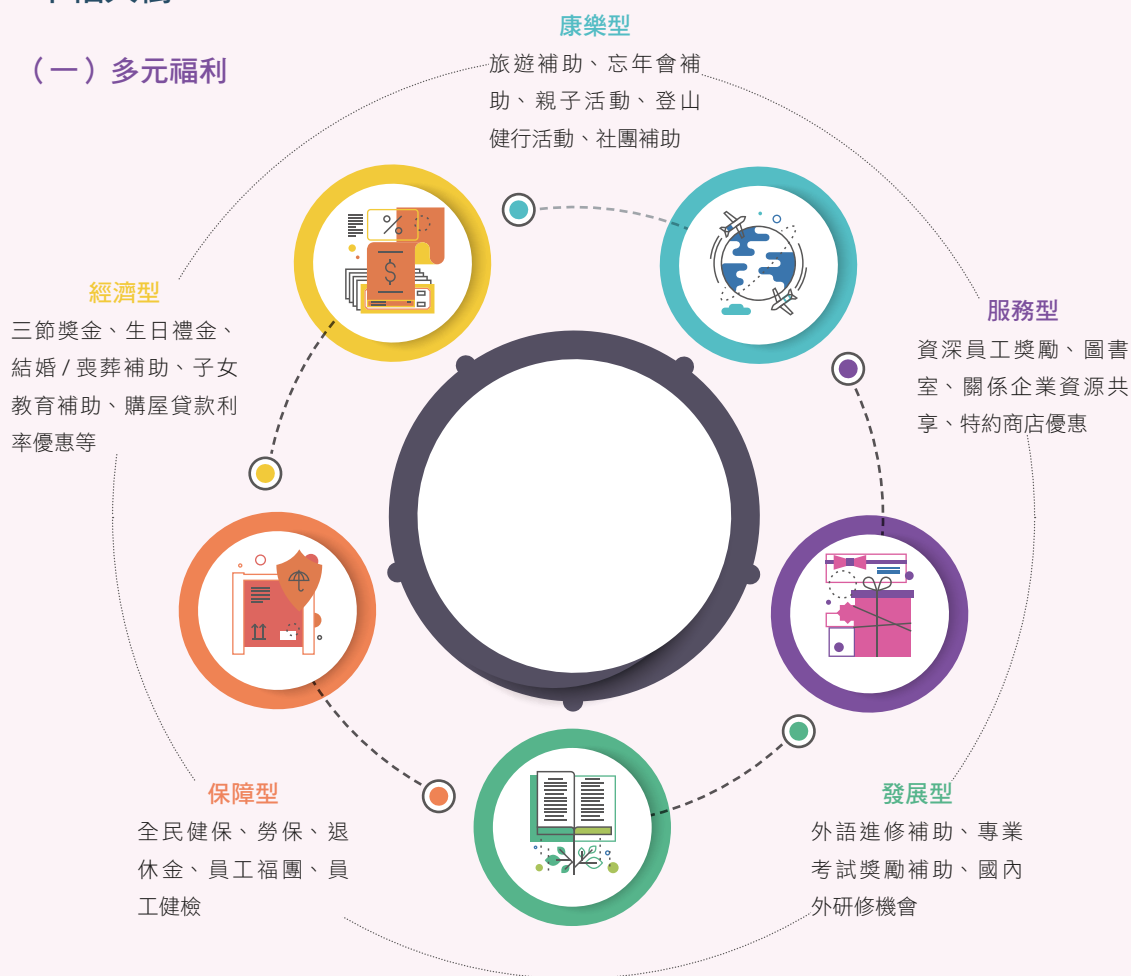 （一）多元福利
康樂型
旅遊補助、忘年會補
助、親子活動、登山
健行活動、社團補助
經濟型
三節獎金、生日禮金、
結婚 / 喪葬補助、子女
教育補助、購屋貸款利
率優惠等
服務型
資深員工獎勵、圖書
室、關係企業資源共
享、特約商店優惠
保障型
全民健保、勞保、退
休金、員工福團、員
工健檢
發展型
外語進修補助、專業
考試獎勵補助、國內
外研修機會
%
$